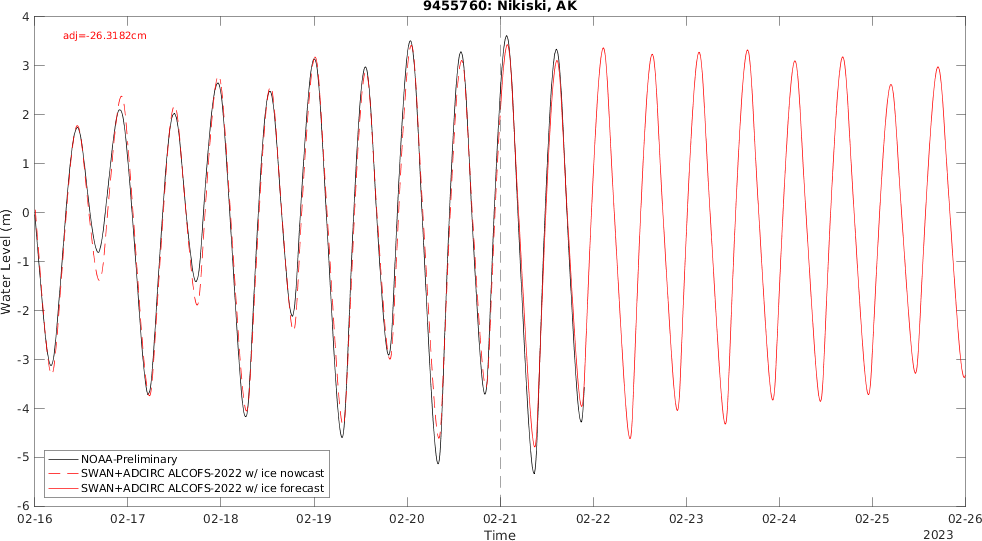 9455760: Nikiski, AK
adj=-26.3182cm
4
3
2
1
0
-1
-2
-3
-4
-5
-6
Water Level (m)
NOAA-Preliminary
SWAN+ADCIRC ALCOFS-2022 w/ ice nowcast
SWAN+ADCIRC ALCOFS-2022 w/ ice forecast
02-16 02-17 02-18 02-19 02-20 02-21 02-22 02-23 02-24 02-25 02-26
Time
2023